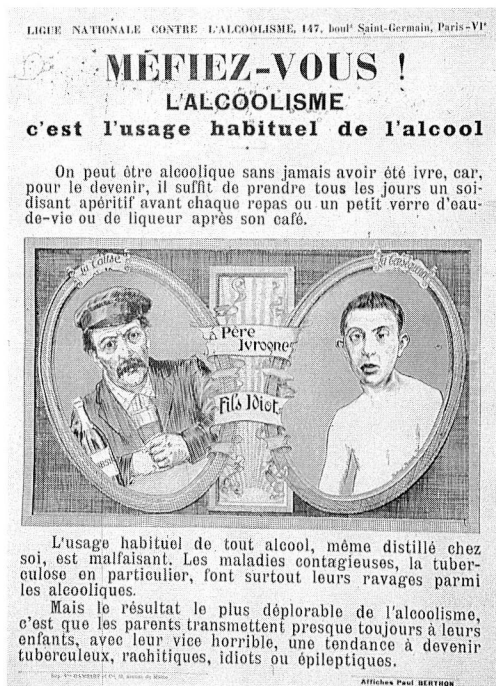 LIGUE NATIONALE CONTRE L'ALCOOLISME, 147, boulᵈ Saint-Germain, Paris-VIᵉ
MÉFIEZ-VOUS !
L'ALCOOLISME
c'est l'usage habituel de l'alcool
On peut être alcoolique sans jamais avoir été ivre, car,
pour le devenir, il suffit de prendre tous les jours un soi-
disant apéritif avant chaque repas ou un petit verre d'eau-
de-vie ou de liqueur après son café.
La Cause
Père
Ivrogne
Fils Idiot
L'usage habituel de tout alcool, même distillé chez
soi, est malfaisant. Les maladies contagieuses, la tuber-
culose en particulier, font surtout leurs ravages parmi
les alcooliques.
Mais le résultat le plus déplorable de l'alcoolisme,
c'est que les parents transmettent presque toujours à leurs
enfants, avec leur vice horrible, une tendance à devenir
tuberculeux, rachitiques, idiots ou épileptiques.
Affiches Paul BERTHON